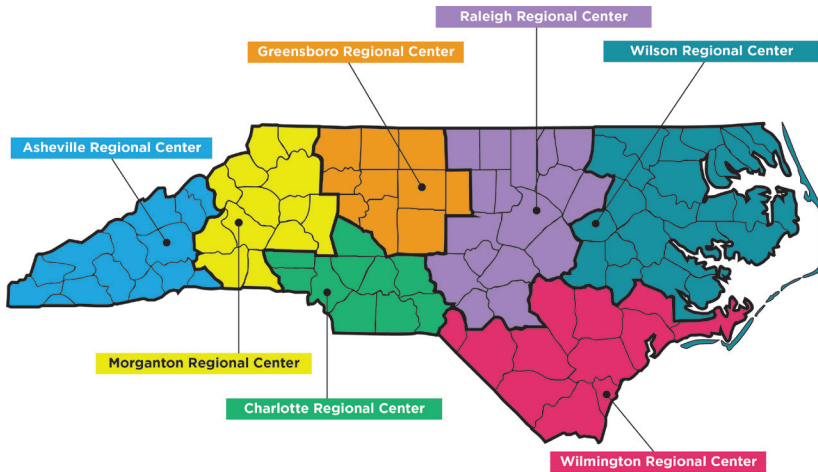 Raleigh Regional Center
Greensboro Regional Center
Wilson Regional Center
Asheville Regional Center
Morganton Regional Center
Charlotte Regional Center
Wilmington Regional Center